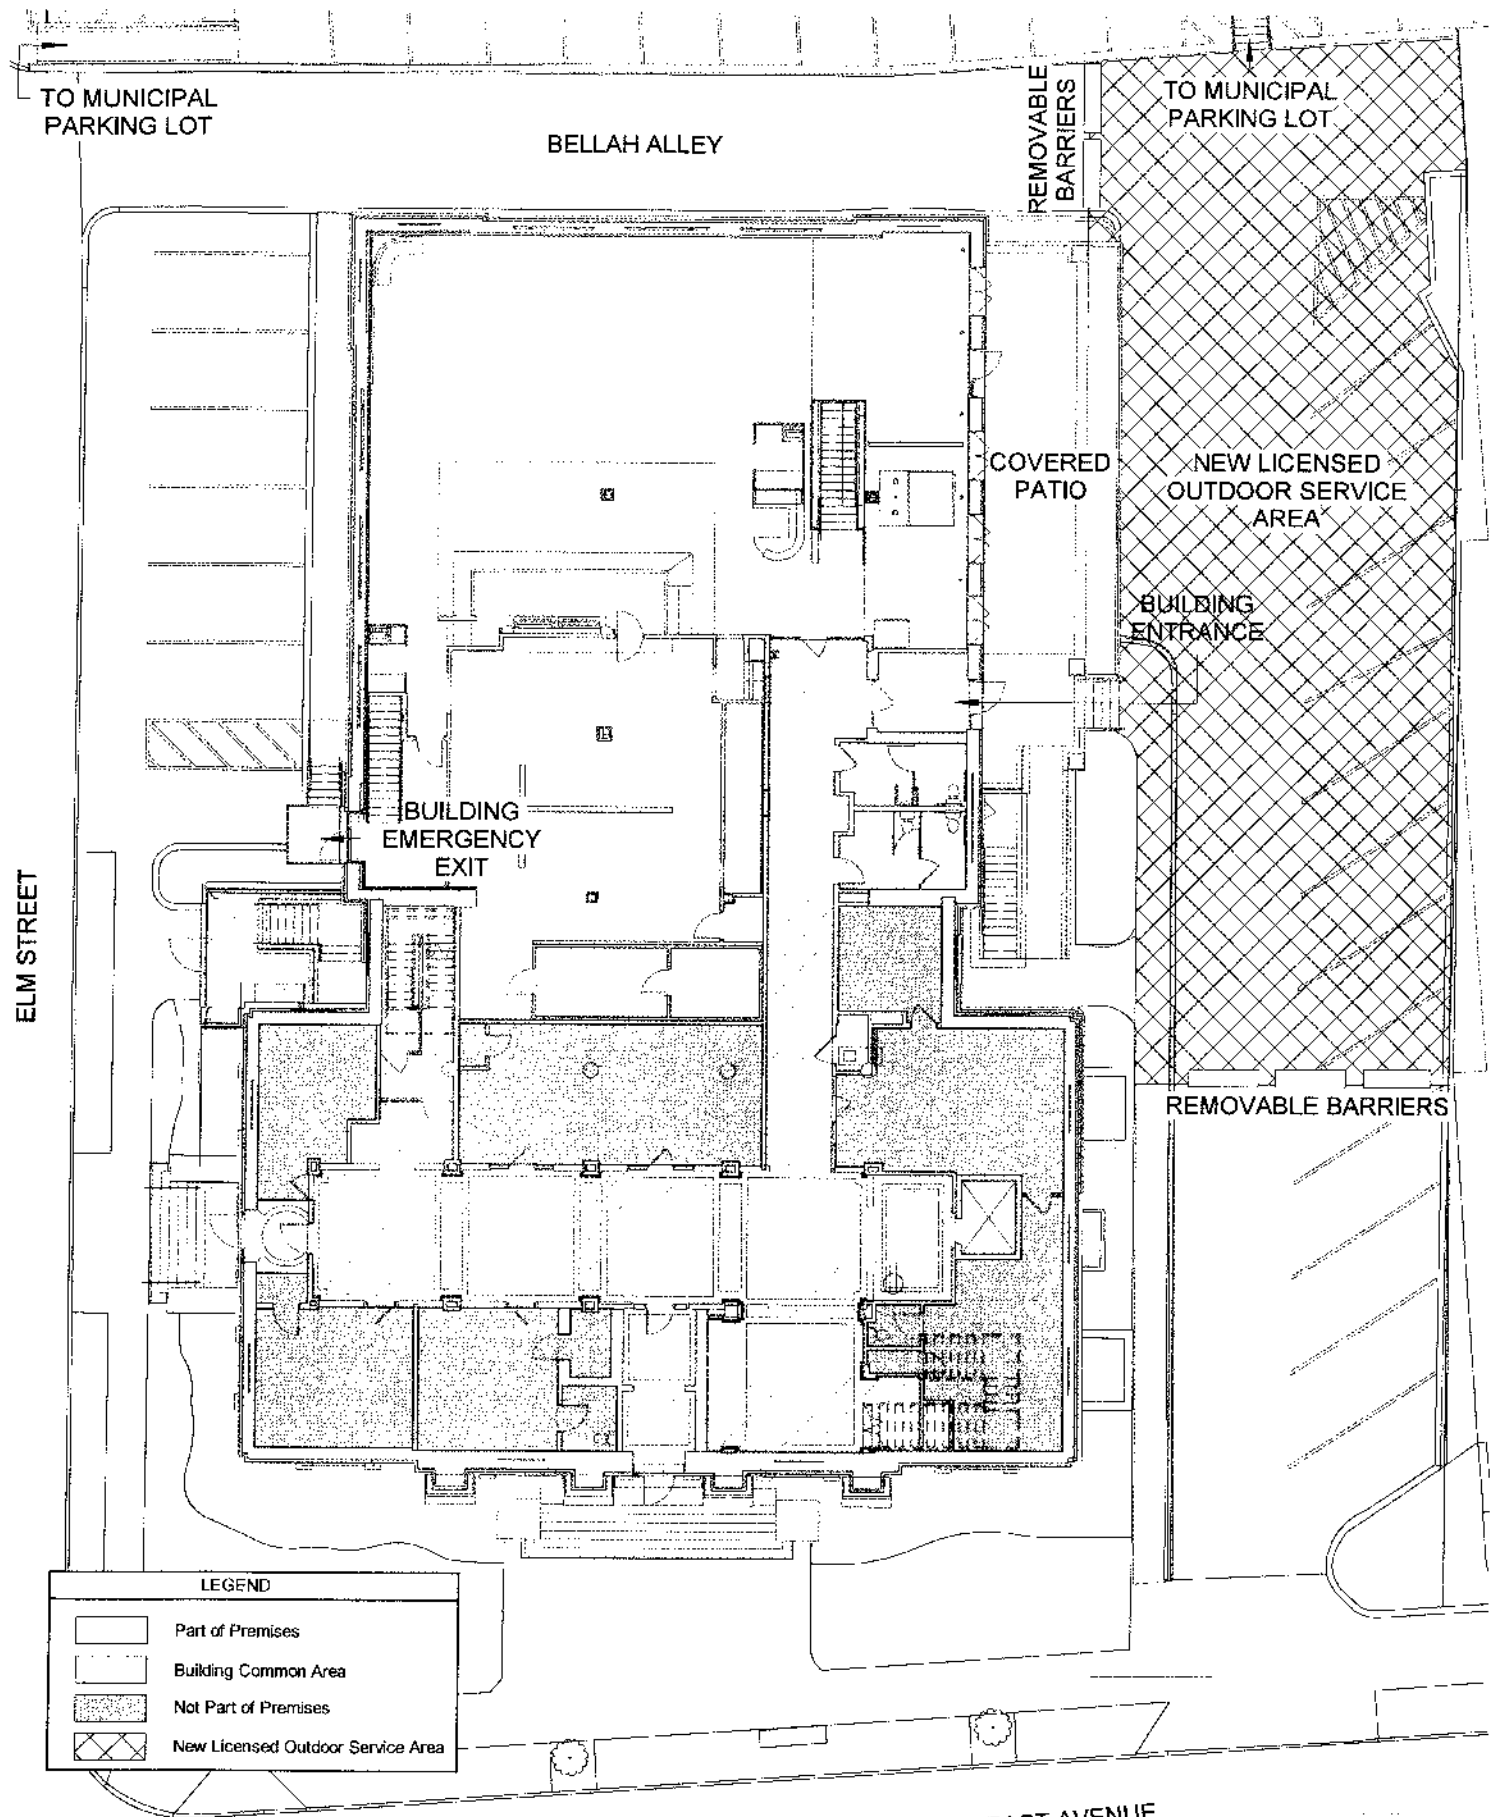 TO MUNICIPAL
PARKING LOT
BELLAH ALLEY
REMOVABLE
BARRIERS
TO MUNICIPAL
PARKING LOT
COVERED
PATIO
NEW LICENSED
OUTDOOR SERVICE
AREA
BUILDING
ENTRANCE
BUILDING
EMERGENCY
EXIT
ELM STREET
REMOVABLE BARRIERS
LEGEND
Part of Premises
Building Common Area
Not Part of Premises
New Licensed Outdoor Service Area
AVENUE